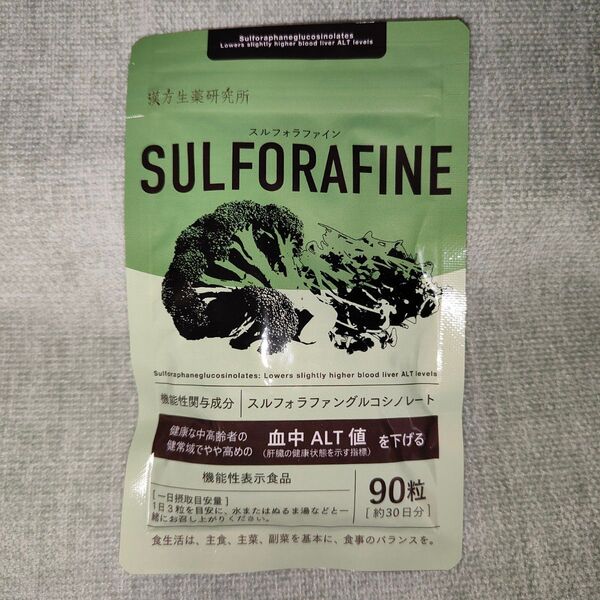 Sulforaphaneglucosinolates
Lowers slightly higher blood liver ALT levels
漢方生薬研究所
スルフォラファイン
SULFORAFINE
Sulforaphaneglucosinolates: Lowers slightly higher blood liver ALT levels
機能性関与成分 スルフォラファングルコシノレート
健康な中高齢者の
健常域でやや高めの
血中 ALT 値 を下げる
(肝臓の健康状態を示す指標)
機能性表示食品
[一日摂取目安量]
1日3粒を目安に、水またはぬるま湯などと一
緒にお召し上がりください。
90粒
[約30日分]
食生活は、主食、主菜、副菜を基本に、食事のバランスを。